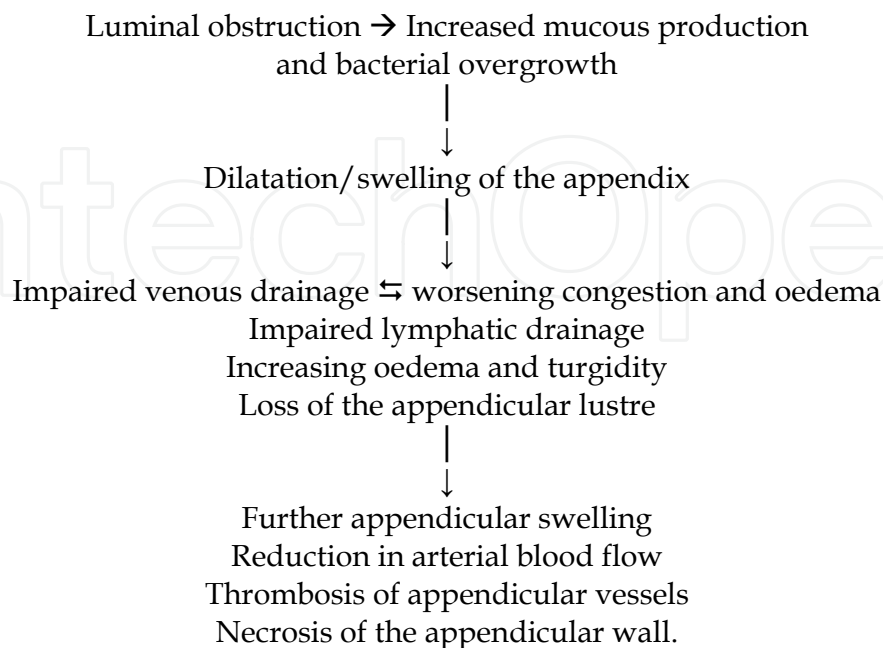 Luminal obstruction → Increased mucous production
and bacterial overgrowth
↓
Dilatation/swelling of the appendix
↓
Impaired venous drainage ⇆ worsening congestion and oedema
Impaired lymphatic drainage
Increasing oedema and turgidity
Loss of the appendicular lustre
↓
Further appendicular swelling
Reduction in arterial blood flow
Thrombosis of appendicular vessels
Necrosis of the appendicular wall.